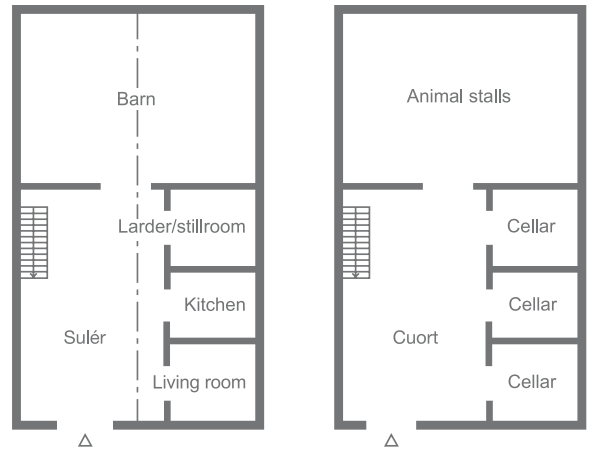 Barn
Larder/stillroom
Kitchen
Sulér
Living room
Animal stalls
Cellar
Cellar
Cuort
Cellar